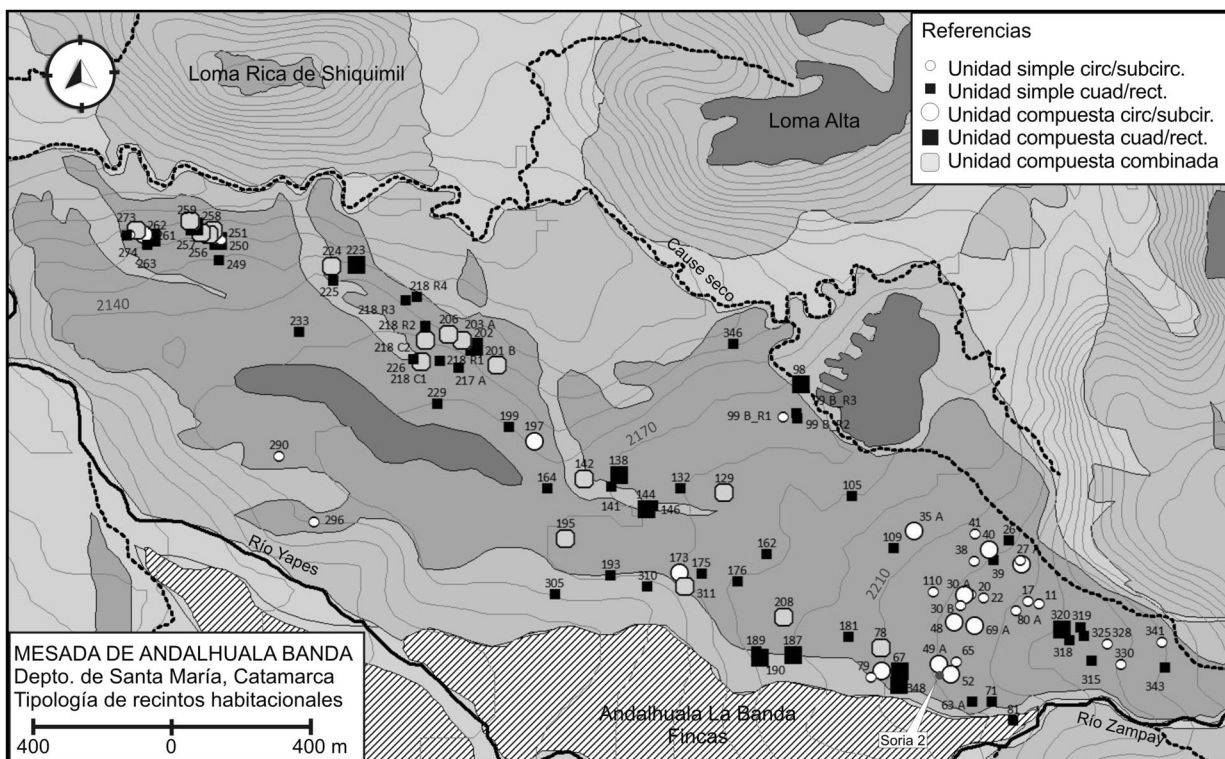 Loma Rica de Shiquimil
Loma Alta
Referencias
Unidad simple circ/subcirc.
Unidad simple cuad/rect.
Unidad compuesta circ/subcir.
Unidad compuesta cuad/rect.
Unidad compuesta combinada
Cause seco
273
262
261
274
263
259
258
257
256
251
250
249
2140
224
223
225
218 R4
218 R3
233
218 R2
206
203 A
202
218 C2
218 R1
201 B
226
218 C1
217 A
229
346
98
99 B_R3
99 B_R1
99 B_R2
199
197
2170
290
296
164
142
138
141
144
146
132
129
105
195
162
193
305
310
173
175
176
311
208
109
35 A
2210
41
40
26
38
39
27
110
30 A
20
22
30 B
17
11
80 A
48
69 A
181
78
189
187
190
79
67
348
49 A
65
52
63 A
71
81
320
319
318
325
328
330
315
341
343
Soria 2
Río Yapes
Río Zampay
Andalhuala La Banda
Fincas
MESADA DE ANDALHUALA BANDA
Depto. de Santa María, Catamarca
Tipología de recintos habitacionales
400 0 400 m